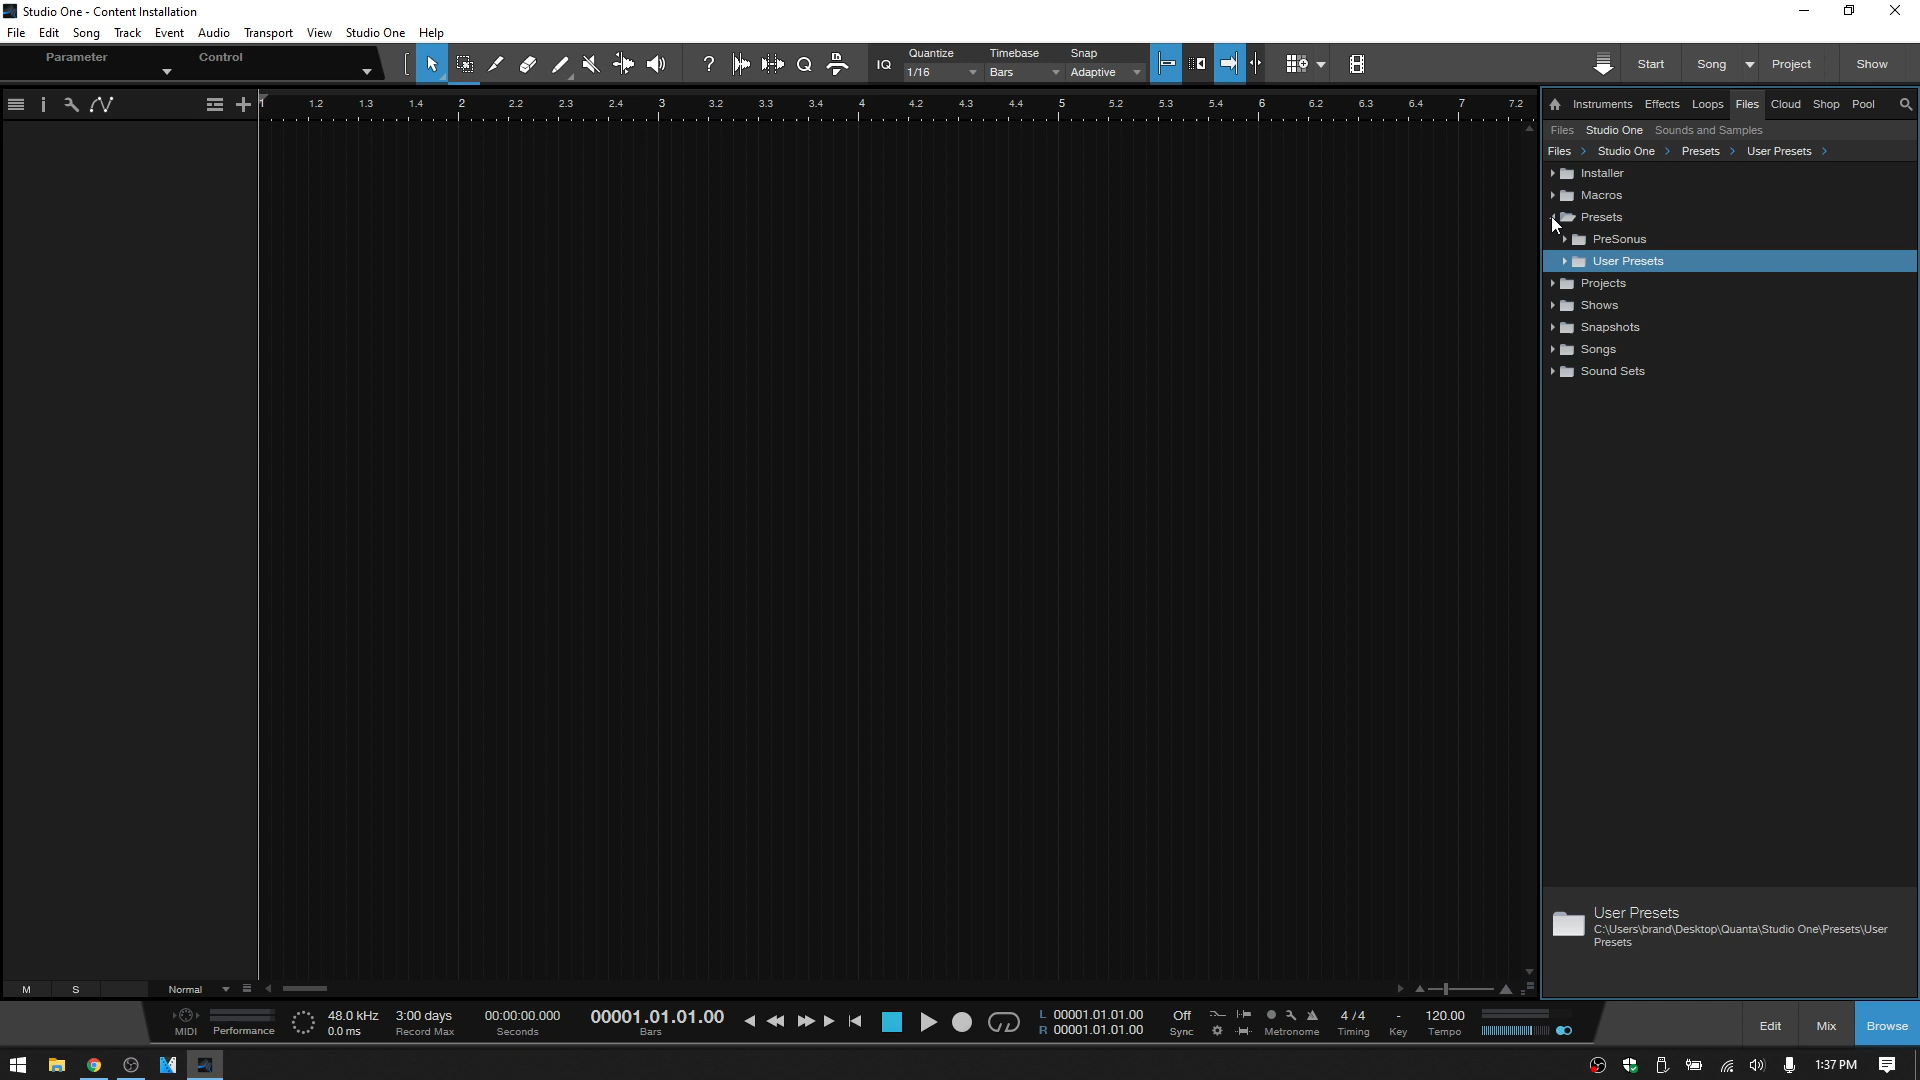 Studio One - Content Installation
File Edit Song Track Event Audio Transport View Studio One Help
Parameter Control
IQ Quantize 1/16 Timebase Bars Snap Adaptive
Start Song Project Show
1 1.2 1.3 1.4 2 2.2 2.3 2.4 3 3.2 3.3 3.4 4 4.2 4.3 4.4 5 5.2 5.3 5.4 6 6.2 6.3 6.4 7 7.2
Instruments Effects Loops Files Cloud Shop Pool
Files Studio One Sounds and Samples
Files > Studio One > Presets > User Presets >
Installer
Macros
Presets
PreSonus
User Presets
Projects
Shows
Snapshots
Songs
Sound Sets
User Presets
C:\Users\brand\Desktop\Quanta\Studio One\Presets\User
Presets
M S Normal
MIDI Performance
48.0 kHz
0.0 ms
3:00 days
Record Max
00:00:00.000
Seconds
00001.01.01.00
Bars
L 00001.01.01.00
R 00001.01.01.00
Off
Sync
Metronome
4 / 4
Timing
-
Key
120.00
Tempo
Edit Mix Browse
1:37 PM